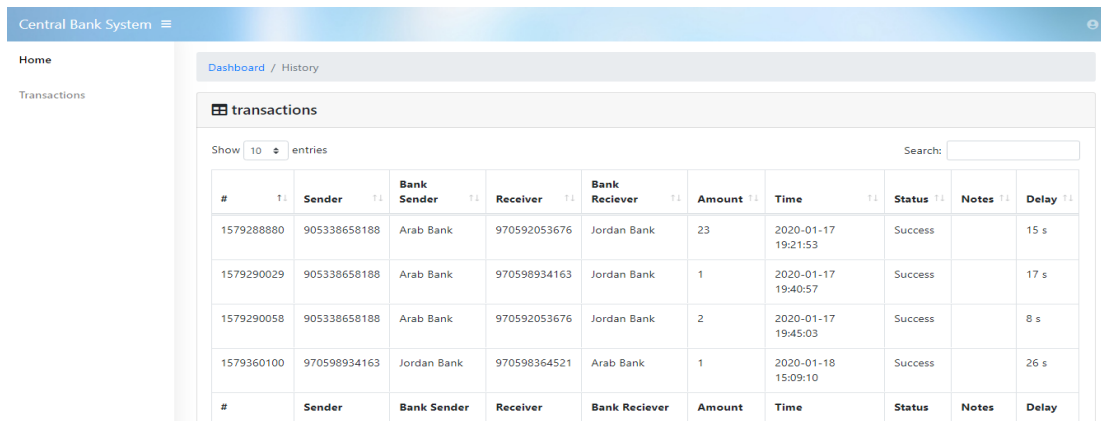 Central Bank System
Home
Transactions
Dashboard / History
transactions
Show 10 entries
Search:
# Sender Bank Sender Receiver Bank Reciever Amount Time Status Notes Delay
1579288880 905338658188 Arab Bank 970592053676 Jordan Bank 23 2020-01-17 19:21:53 Success 15 s
1579290029 905338658188 Arab Bank 970598934163 Jordan Bank 1 2020-01-17 19:40:57 Success 17 s
1579290058 905338658188 Arab Bank 970592053676 Jordan Bank 2 2020-01-17 19:45:03 Success 8 s
1579360100 970598934163 Jordan Bank 970598364521 Arab Bank 1 2020-01-18 15:09:10 Success 26 s
# Sender Bank Sender Receiver Bank Reciever Amount Time Status Notes Delay